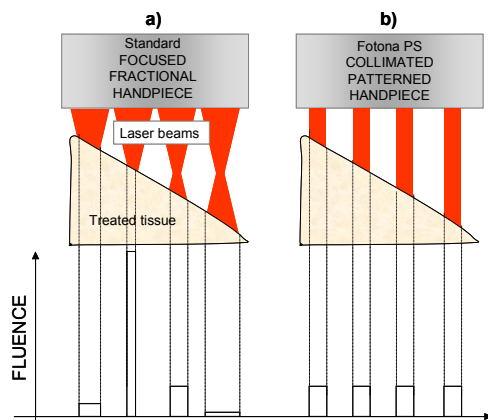 a)
Standard
FOCUSED
FRACTIONAL
HANDPIECE
Laser beams
Treated tissue
b)
Fotona PS
COLLIMATED
PATTERNED
HANDPIECE
FLUENCE